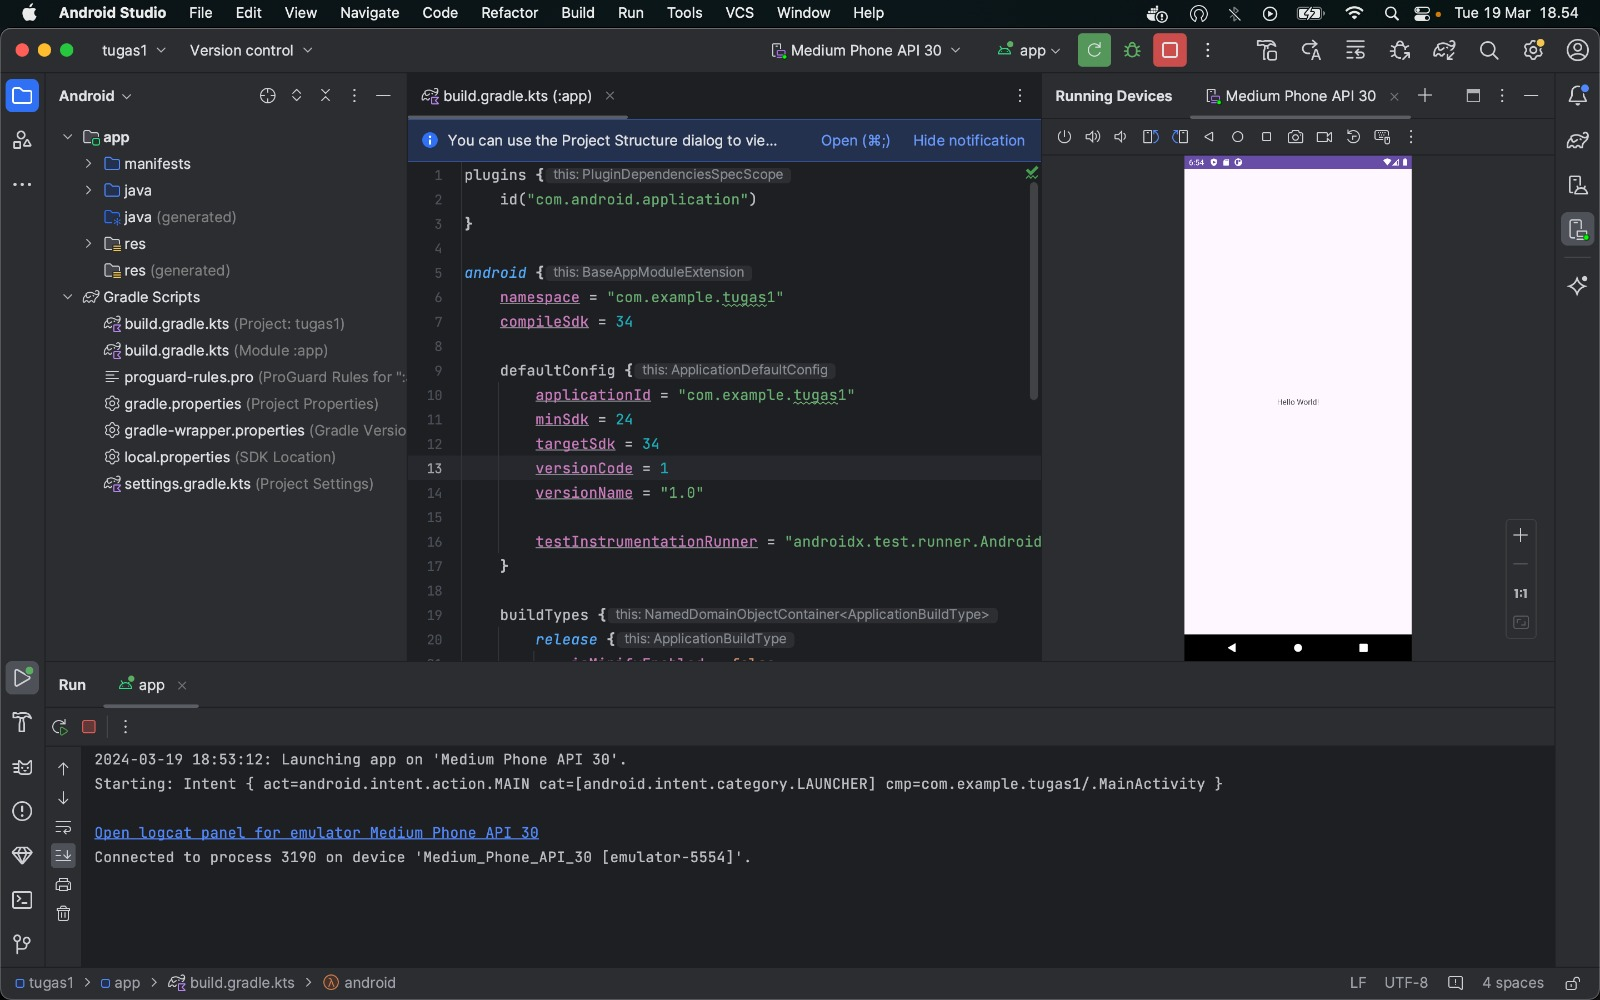 Android Studio File Edit View Navigate Code Refactor Build Run Tools VCS Window Help Tue 19 Mar 18.54
tugas1 Version control Medium Phone API 30 app
Android
build.gradle.kts (:app)
Running Devices Medium Phone API 30
You can use the Project Structure dialog to vie... Open (⌘;) Hide notification
app
manifests
java
java (generated)
res
res (generated)
Gradle Scripts
build.gradle.kts (Project: tugas1)
build.gradle.kts (Module :app)
proguard-rules.pro (ProGuard Rules for ":
gradle.properties (Project Properties)
gradle-wrapper.properties (Gradle Versio
local.properties (SDK Location)
settings.gradle.kts (Project Settings)
1 plugins { this: PluginDependenciesSpecScope
2 id("com.android.application")
3 }
4
5 android { this: BaseAppModuleExtension
6 namespace = "com.example.tugas1"
7 compileSdk = 34
8
9 defaultConfig { this: ApplicationDefaultConfig
10 applicationId = "com.example.tugas1"
11 minSdk = 24
12 targetSdk = 34
13 versionCode = 1
14 versionName = "1.0"
15
16 testInstrumentationRunner = "androidx.test.runner.Android
17 }
18
19 buildTypes { this: NamedDomainObjectContainer<ApplicationBuildType>
20 release { this: ApplicationBuildType
6:54
Hello World!
1:1
Run app
2024-03-19 18:53:12: Launching app on 'Medium Phone API 30'.
Starting: Intent { act=android.intent.action.MAIN cat=[android.intent.category.LAUNCHER] cmp=com.example.tugas1/.MainActivity }
Open logcat panel for emulator Medium Phone API 30
Connected to process 3190 on device 'Medium_Phone_API_30 [emulator-5554]'.
tugas1 > app > build.gradle.kts > android LF UTF-8 4 spaces